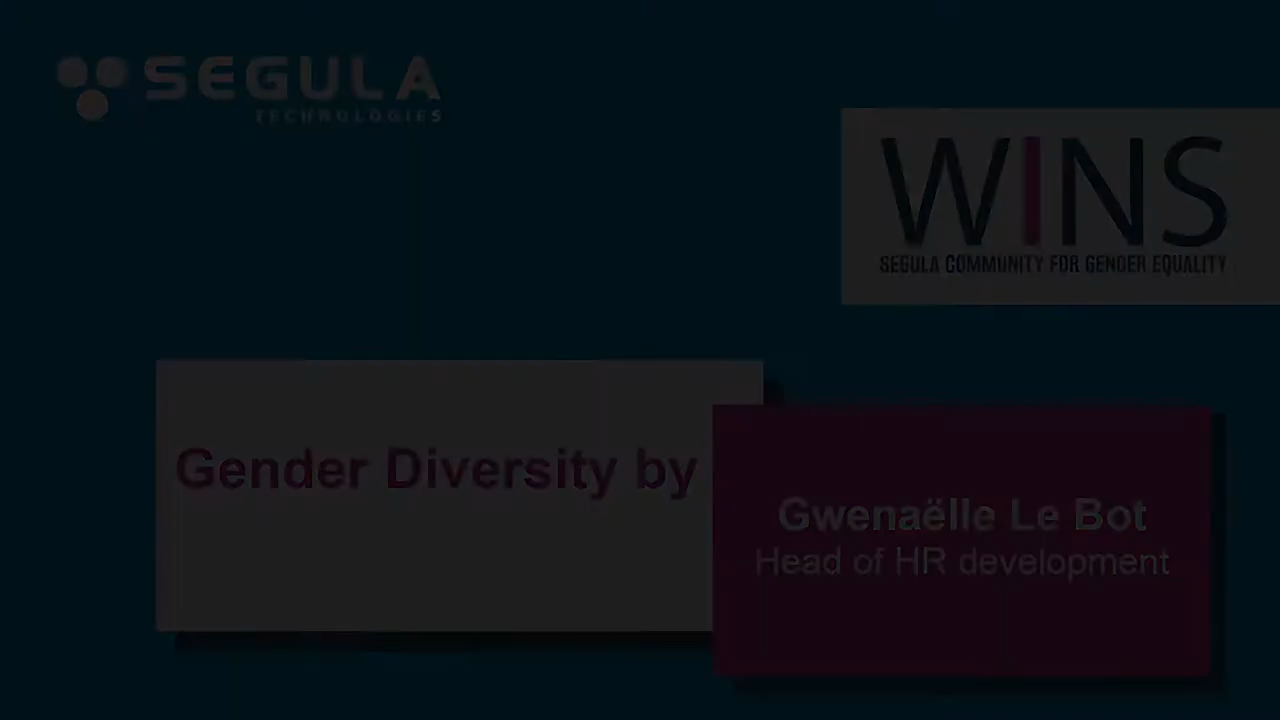 SEGULA
TECHNOLOGIES
WINS
SEGULA COMMUNITY FOR GENDER EQUALITY
Gender Diversity by
Gwenaëlle Le Bot
Head of HR development